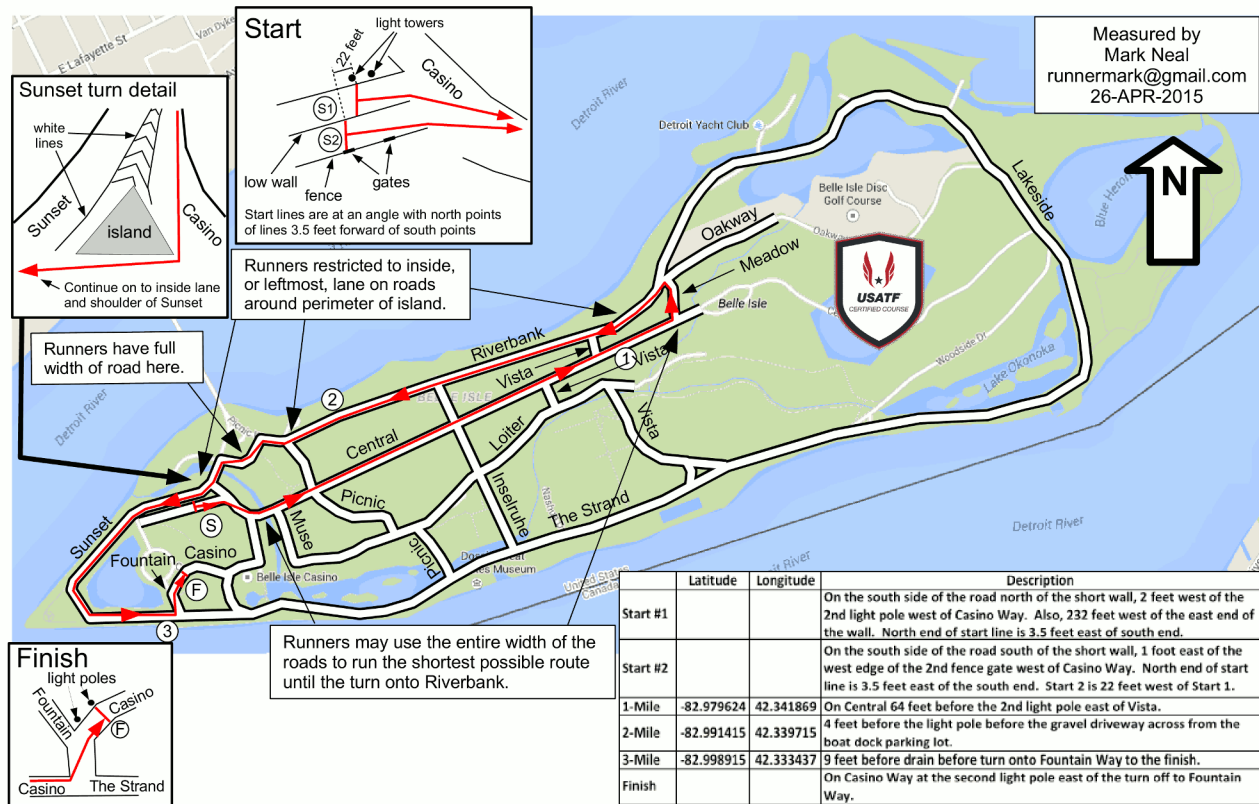 E Lafayette St
Van Dyke
Start
light towers
22 feet
Casino
S1
S2
low wall
fence
gates
Start lines are at an angle with north points
of lines 3.5 feet forward of south points
Measured by
Mark Neal
runnermark@gmail.com
26-APR-2015
N
Sunset turn detail
white
lines
Sunset
Casino
island
Continue on to inside lane
and shoulder of Sunset
Detroit River
Detroit Yacht Club
Belle Isle Disc
Golf Course
Lakeside
Blue Heron
Oakway
Oakway
Meadow
USATF
CERTIFIED COURSE
Runners restricted to inside,
or leftmost, lane on roads
around perimeter of island.
Runners have full
width of road here.
Belle Isle
Riverbank
Vista
1
Vista
Woodside Dr
Lake Okonoka
2
BELLE ISLE
Detroit River
Picnic
Central
Loiter
Vista
Picnic
Inselruhe
Nashua
The Strand
Sunset
S
Muse
Fountain
Casino
F
Picnic
Belle Isle Casino
Museum
Detroit River
United States
Canada
3
Runners may use the entire width of the
roads to run the shortest possible route
until the turn onto Riverbank.
Finish
light poles
Fountain
Casino
F
Casino
The Strand
Latitude Longitude Description
Start #1 On the south side of the road north of the short wall, 2 feet west of the
2nd light pole west of Casino Way. Also, 232 feet west of the east end of
the wall. North end of start line is 3.5 feet east of south end.
Start #2 On the south side of the road south of the short wall, 1 foot east of the
west edge of the 2nd fence gate west of Casino Way. North end of start
line is 3.5 feet east of the south end. Start 2 is 22 feet west of Start 1.
1-Mile -82.979624 42.341869 On Central 64 feet before the 2nd light pole east of Vista.
2-Mile -82.991415 42.339715 4 feet before the light pole before the gravel driveway across from the
boat dock parking lot.
3-Mile -82.998915 42.333437 9 feet before drain before turn onto Fountain Way to the finish.
Finish On Casino Way at the second light pole east of the turn off to Fountain
Way.